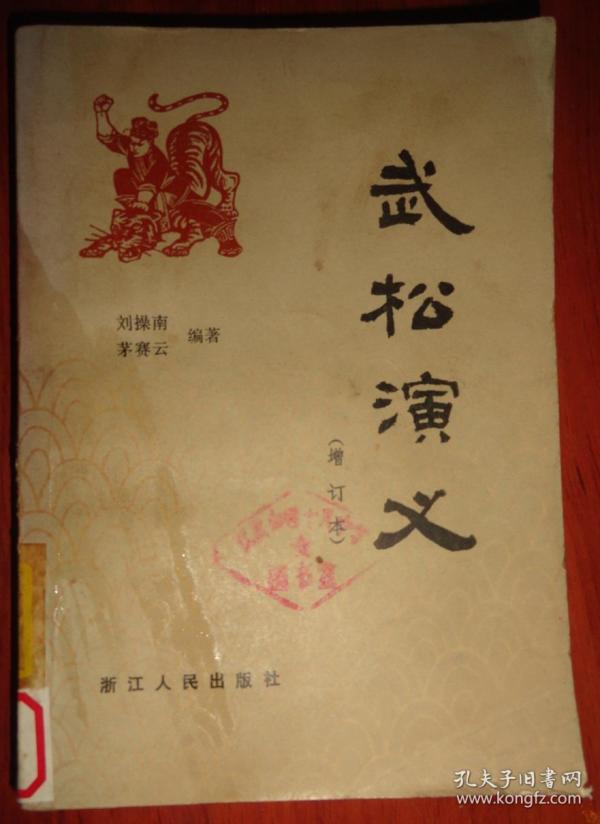 武松演义
(增订本)
刘操南
茅赛云
编著
浙江人民出版社
孔夫子旧书网
www.kongfz.com